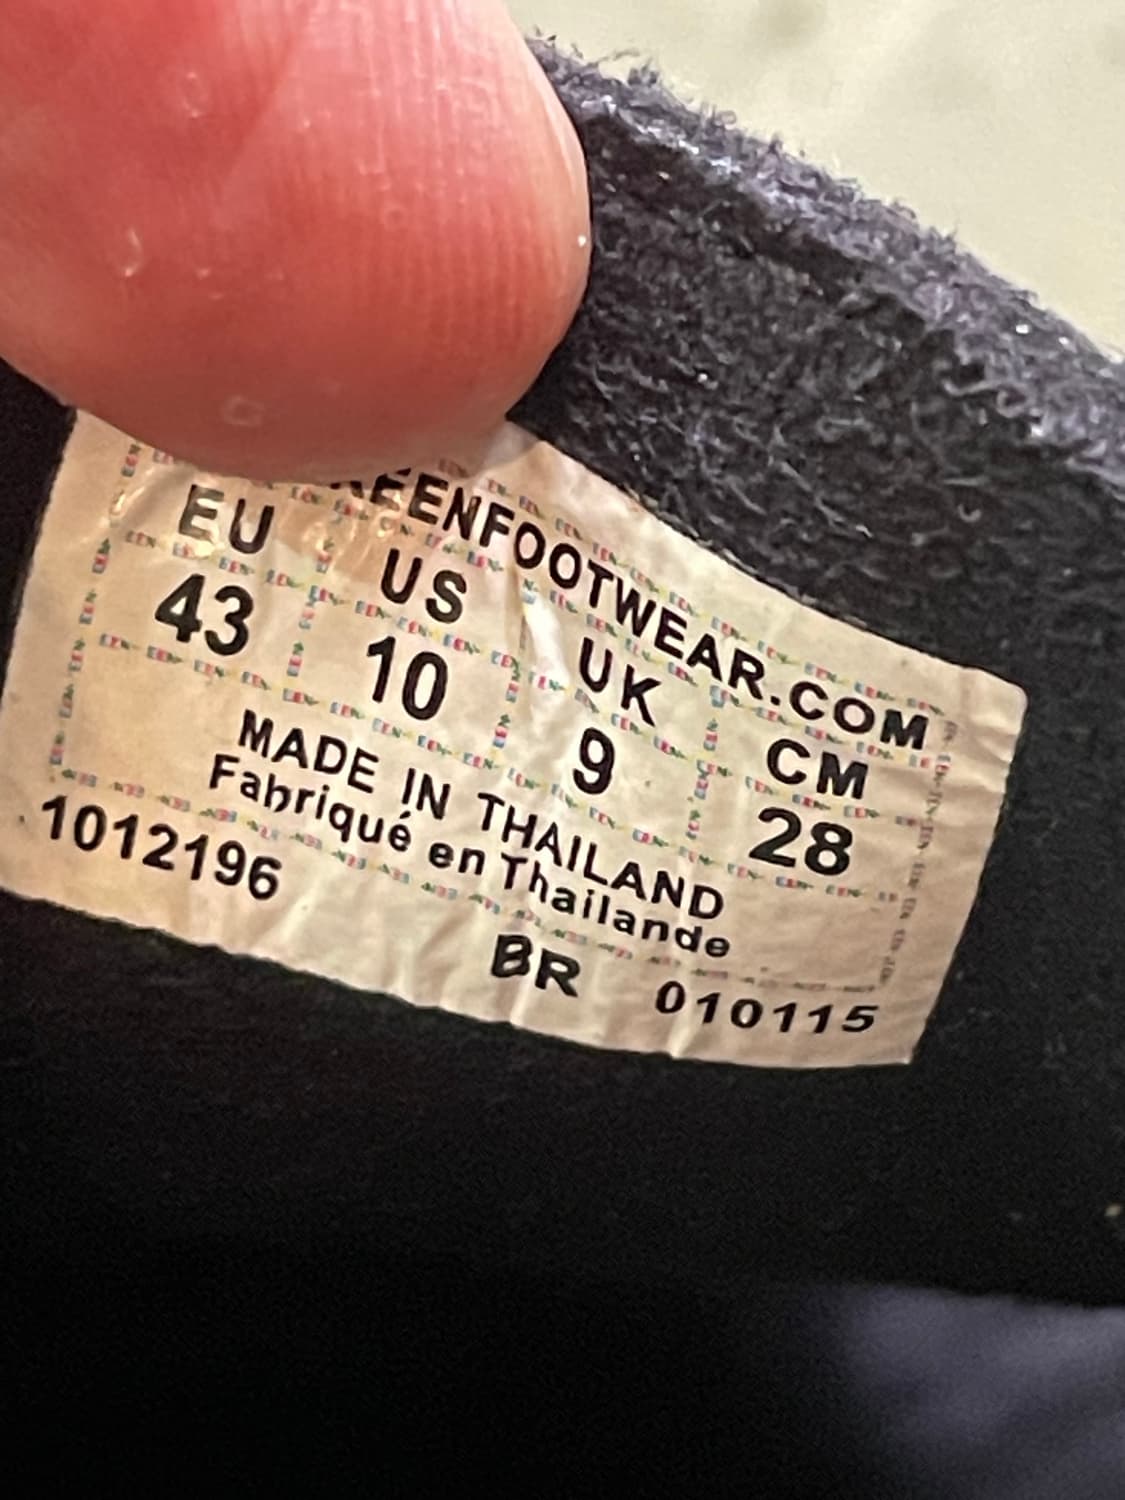 EENFOOTWEAR.COM
EU US UK CM
43 10 9 28
MADE IN THAILAND
Fabriqué en Thailande
1012196 BR 010115